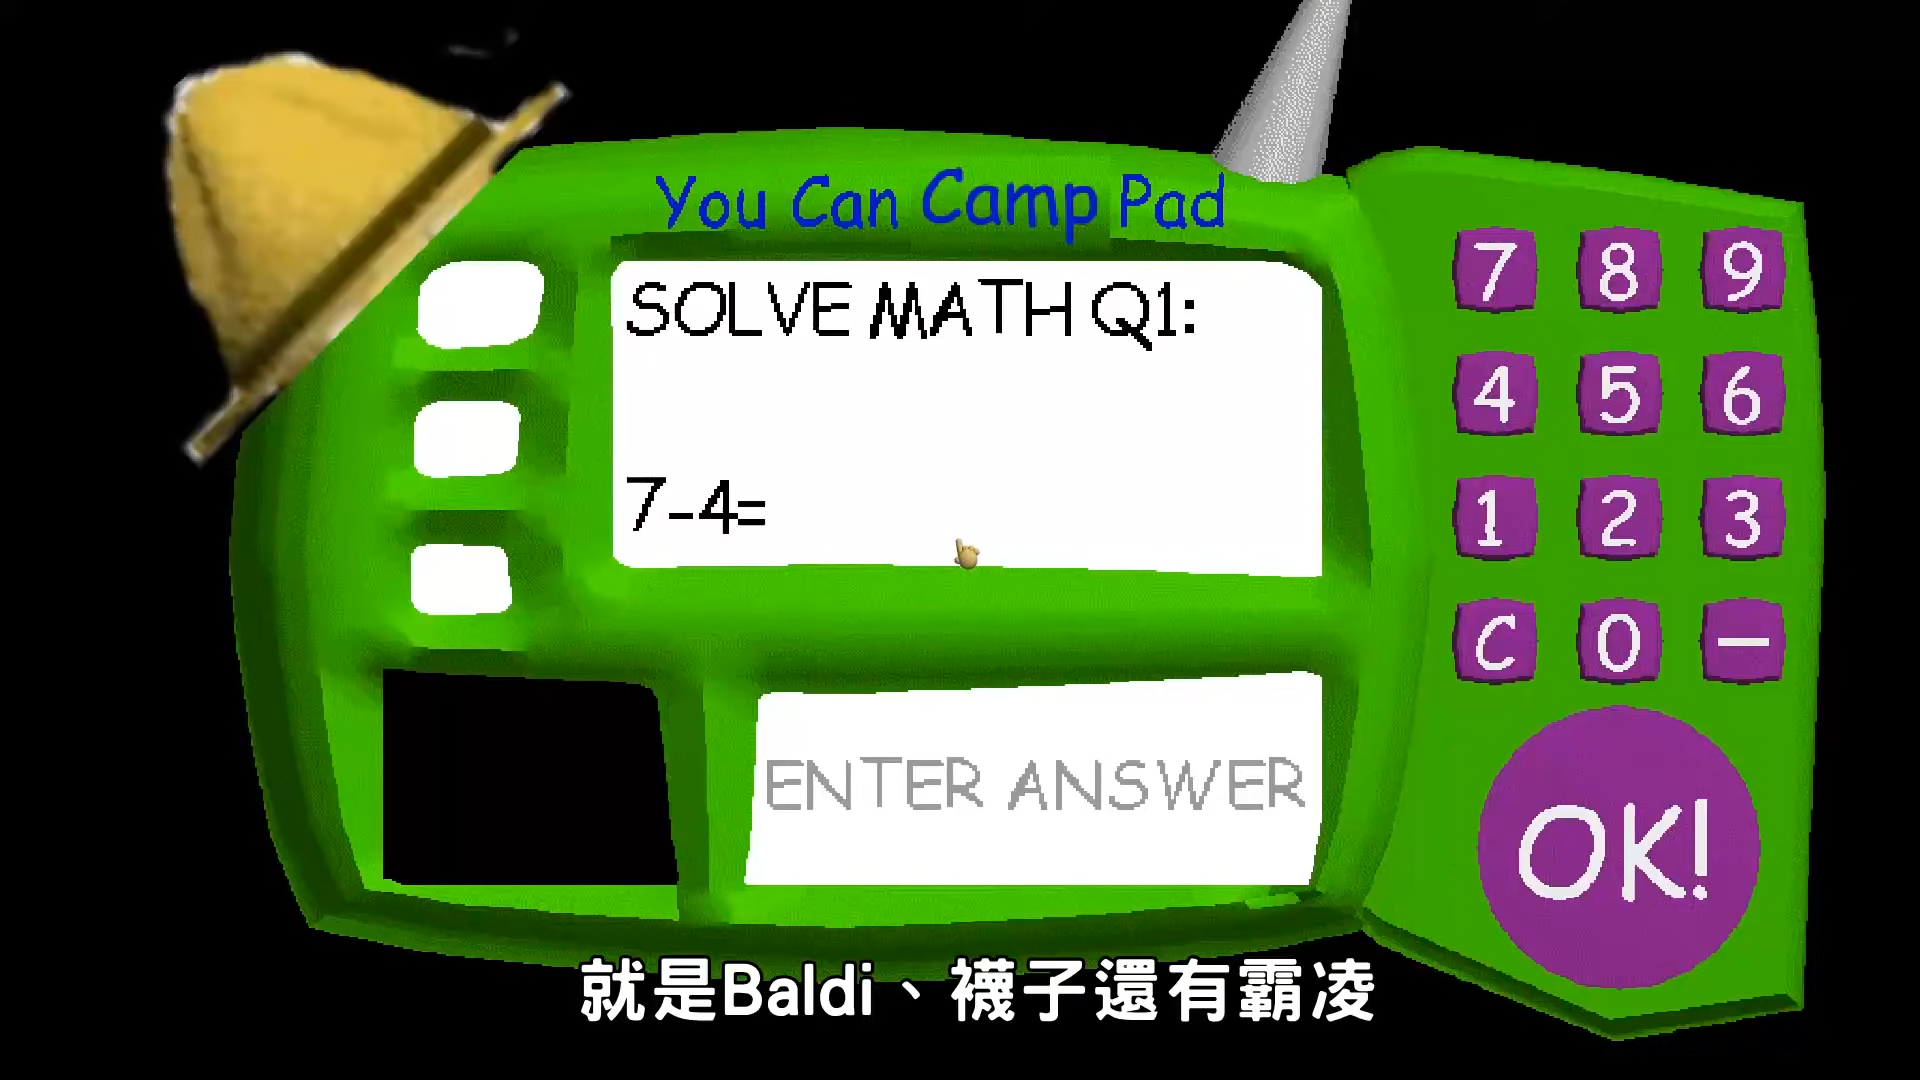 You Can Camp Pad
SOLVE MATH Q1:
7-4=
7 8 9
4 5 6
1 2 3
C 0 −
ENTER ANSWER
OK!
就是Baldi、襪子還有霸凌